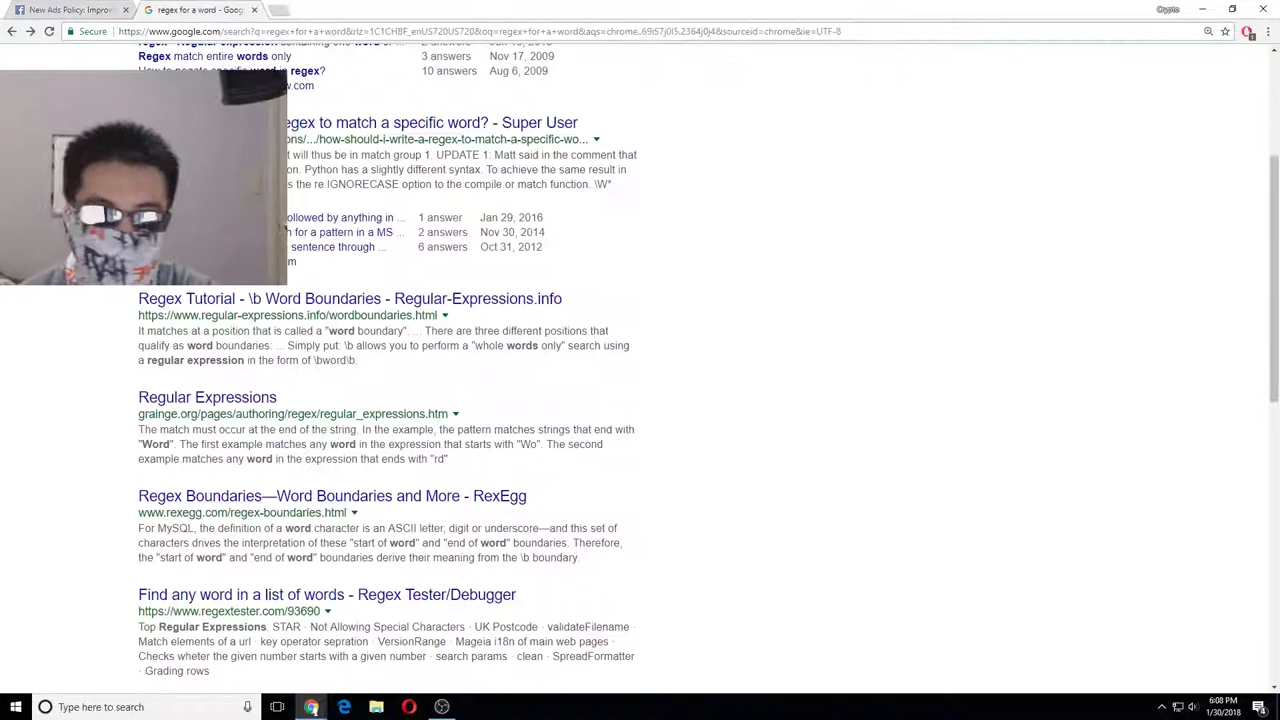 New Ads Policy: Improvi
regex for a word - Goog
Crypto
Secure
https://www.google.com/search?q=regex+for+a+word&rlz=1C1CHBF_enUS720US720&oq=regex+for+a+word&aqs=chrome..69i57j0l5.2364j0j4&sourceid=chrome&ie=UTF-8
Regex match entire words only 3 answers Nov 17, 2009
How to negate specific word in regex? 10 answers Aug 6, 2009
w.com
egex to match a specific word? - Super User
ons/.../how-should-i-write-a-regex-to-match-a-specific-wo...
t will thus be in match group 1. UPDATE 1: Matt said in the comment that
on. Python has a slightly different syntax. To achieve the same result in
s the re.IGNORECASE option to the compile or match function. \W*
followed by anything in ... 1 answer Jan 29, 2016
n for a pattern in a MS ... 2 answers Nov 30, 2014
sentence through ... 6 answers Oct 31, 2012
m
Regex Tutorial - \b Word Boundaries - Regular-Expressions.info
https://www.regular-expressions.info/wordboundaries.html
It matches at a position that is called a "word boundary". ... There are three different positions that
qualify as word boundaries: ... Simply put: \b allows you to perform a "whole words only" search using
a regular expression in the form of \bword\b.
Regular Expressions
grainge.org/pages/authoring/regex/regular_expressions.htm
The match must occur at the end of the string. In the example, the pattern matches strings that end with
"Word". The first example matches any word in the expression that starts with "Wo". The second
example matches any word in the expression that ends with "rd"
Regex Boundaries—Word Boundaries and More - RexEgg
www.rexegg.com/regex-boundaries.html
For MySQL, the definition of a word character is an ASCII letter, digit or underscore—and this set of
characters drives the interpretation of these "start of word" and "end of word" boundaries. Therefore,
the "start of word" and "end of word" boundaries derive their meaning from the \b boundary.
Find any word in a list of words - Regex Tester/Debugger
https://www.regextester.com/93690
Top Regular Expressions. STAR · Not Allowing Special Characters · UK Postcode · validateFilename ·
Match elements of a url · key operator sepration · VersionRange · Mageia i18n of main web pages ·
Checks wheter the given number starts with a given number · search params · clean · SpreadFormatter
· Grading rows
Type here to search
6:08 PM
1/30/2018
4